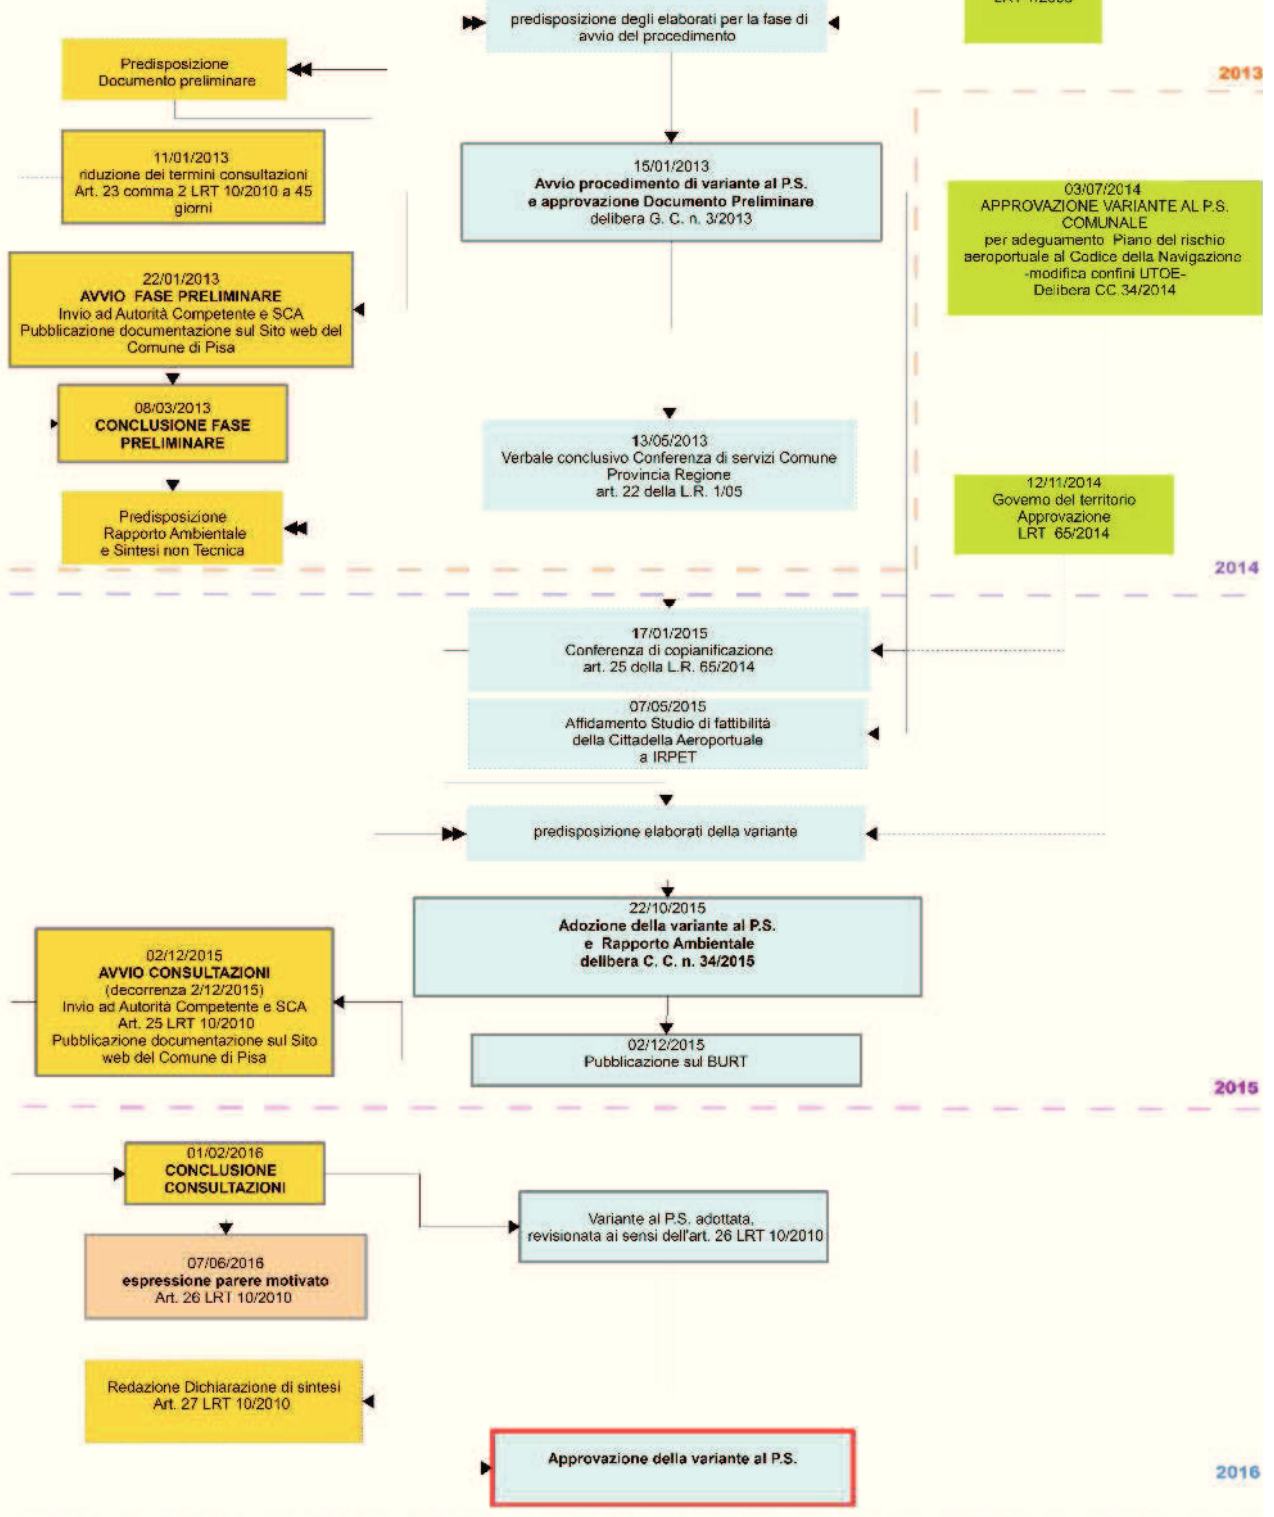 predisposizione degli elaborati per la fase di
avvio del procedimento
Predisposizione
Documento preliminare
2013
11/01/2013
riduzione dei termini consultazioni
Art. 23 comma 2 LRT 10/2010 a 45
giorni
15/01/2013
Avvio procedimento di variante al P.S.
e approvazione Documento Preliminare
delibera G. C. n. 3/2013
03/07/2014
APPROVAZIONE VARIANTE AL P.S.
COMUNALE
per adeguamento Piano del rischio
aeroportuale al Codice della Navigazione
-modifica confini UTOE-
Delibera CC 34/2014
22/01/2013
AVVIO FASE PRELIMINARE
Invio ad Autorità Competente e SCA
Pubblicazione documentazione sul Sito web del
Comune di Pisa
08/03/2013
CONCLUSIONE FASE
PRELIMINARE
13/05/2013
Verbale conclusivo Conferenza di servizi Comune
Provincia Regione
art. 22 della L.R. 1/05
12/11/2014
Governo del territorio
Approvazione
LRT 65/2014
Predisposizione
Rapporto Ambientale
e Sintesi non Tecnica
2014
17/01/2015
Conferenza di copianificazione
art. 25 della L.R. 65/2014
07/05/2015
Affidamento Studio di fattibilità
della Cittadella Aeroportuale
a IRPET
predisposizione elaborati della variante
22/10/2015
Adozione della variante al P.S.
e Rapporto Ambientale
delibera C. C. n. 34/2015
02/12/2015
AVVIO CONSULTAZIONI
(decorrenza 2/12/2015)
Invio ad Autorità Competente e SCA
Art. 25 LRT 10/2010
Pubblicazione documentazione sul Sito
web del Comune di Pisa
02/12/2015
Pubblicazione sul BURT
2015
01/02/2016
CONCLUSIONE
CONSULTAZIONI
Variante al P.S. adottata,
revisionata ai sensi dell'art. 26 LRT 10/2010
07/06/2016
espressione parere motivato
Art. 26 LRT 10/2010
Redazione Dichiarazione di sintesi
Art. 27 LRT 10/2010
Approvazione della variante al P.S.
2016